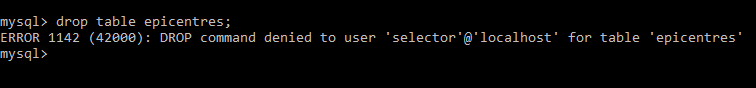 mysql> drop table epicentres;
ERROR 1142 (42000): DROP command denied to user 'selector'@'localhost' for table 'epicentres'
mysql>